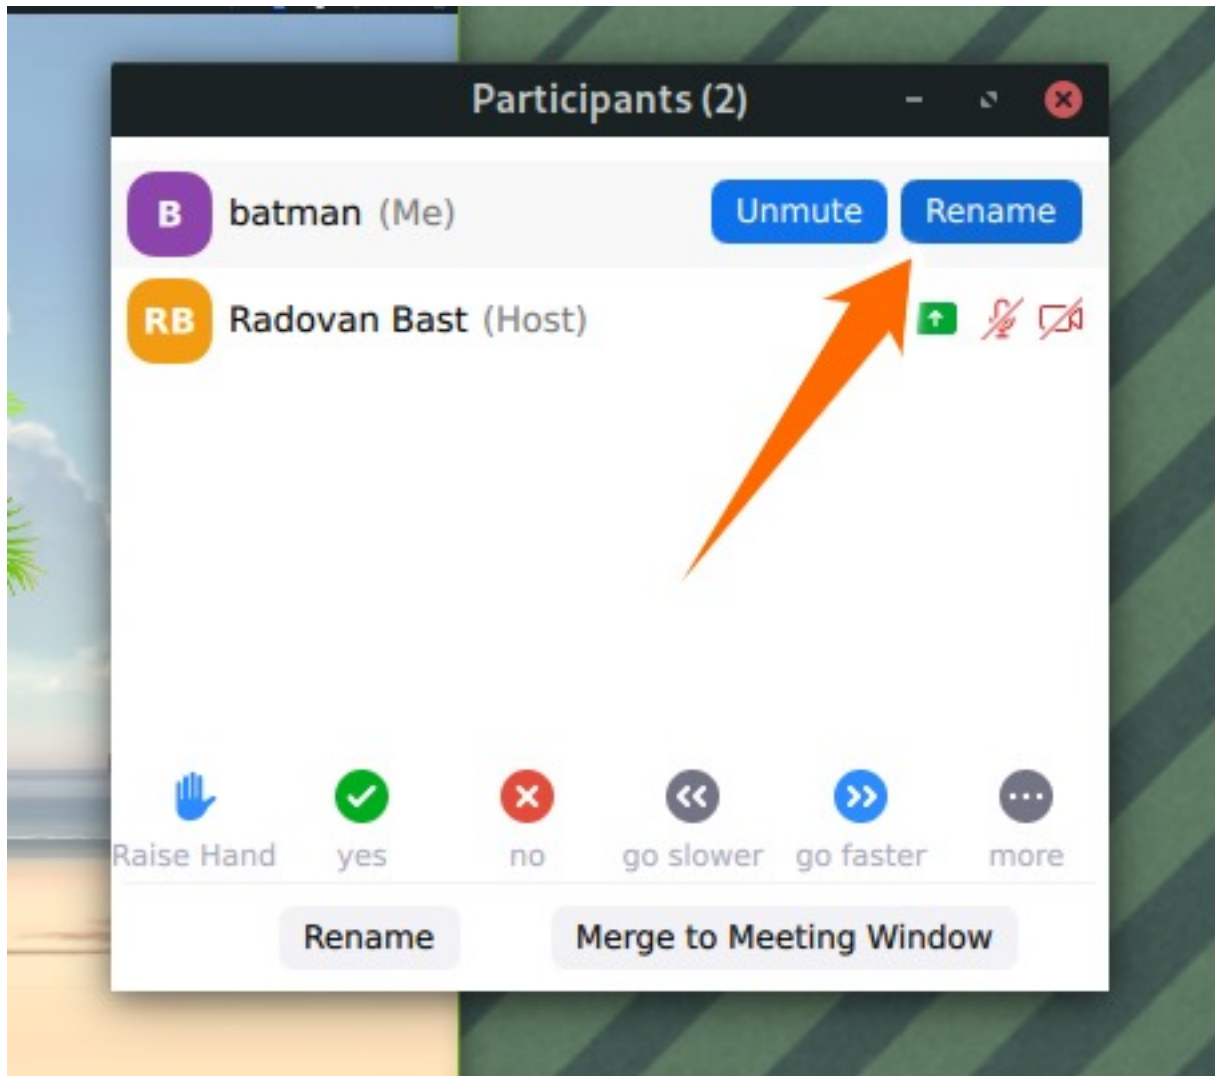 Participants (2)
B batman (Me) Unmute Rename
RB Radovan Bast (Host)
Raise Hand yes no go slower go faster more
Rename Merge to Meeting Window